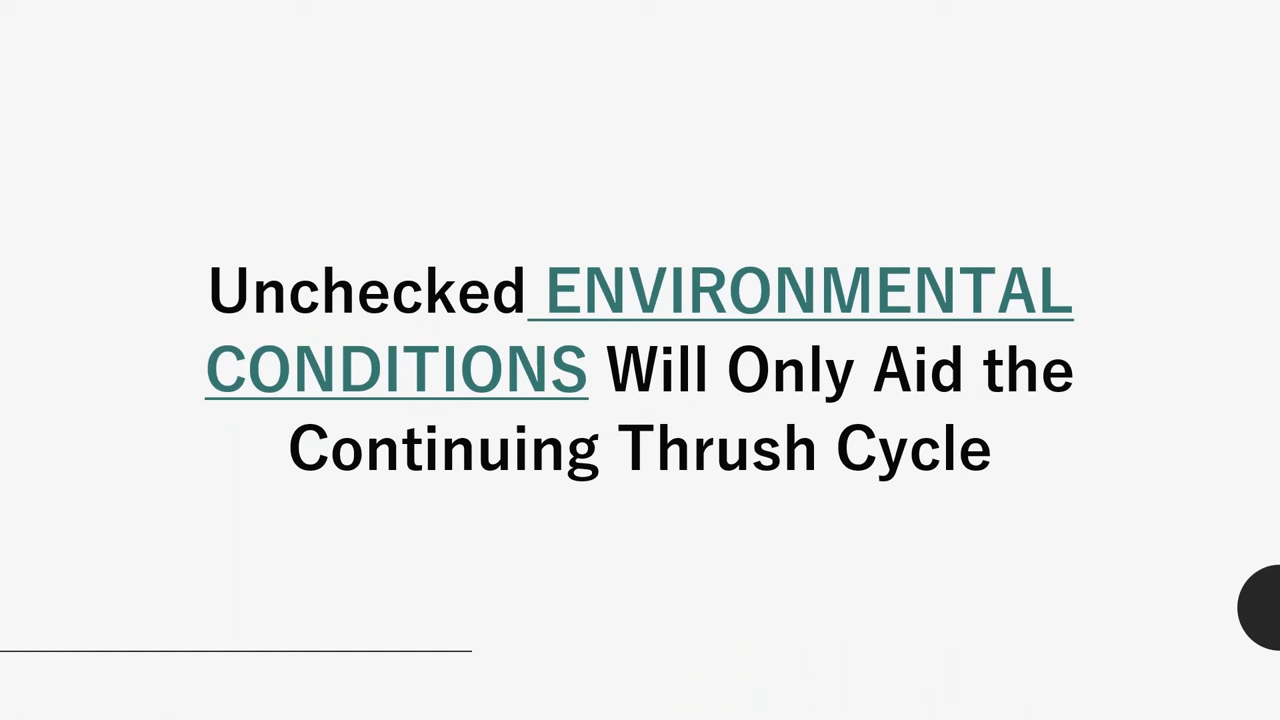 Unchecked ENVIRONMENTAL
CONDITIONS Will Only Aid the
Continuing Thrush Cycle